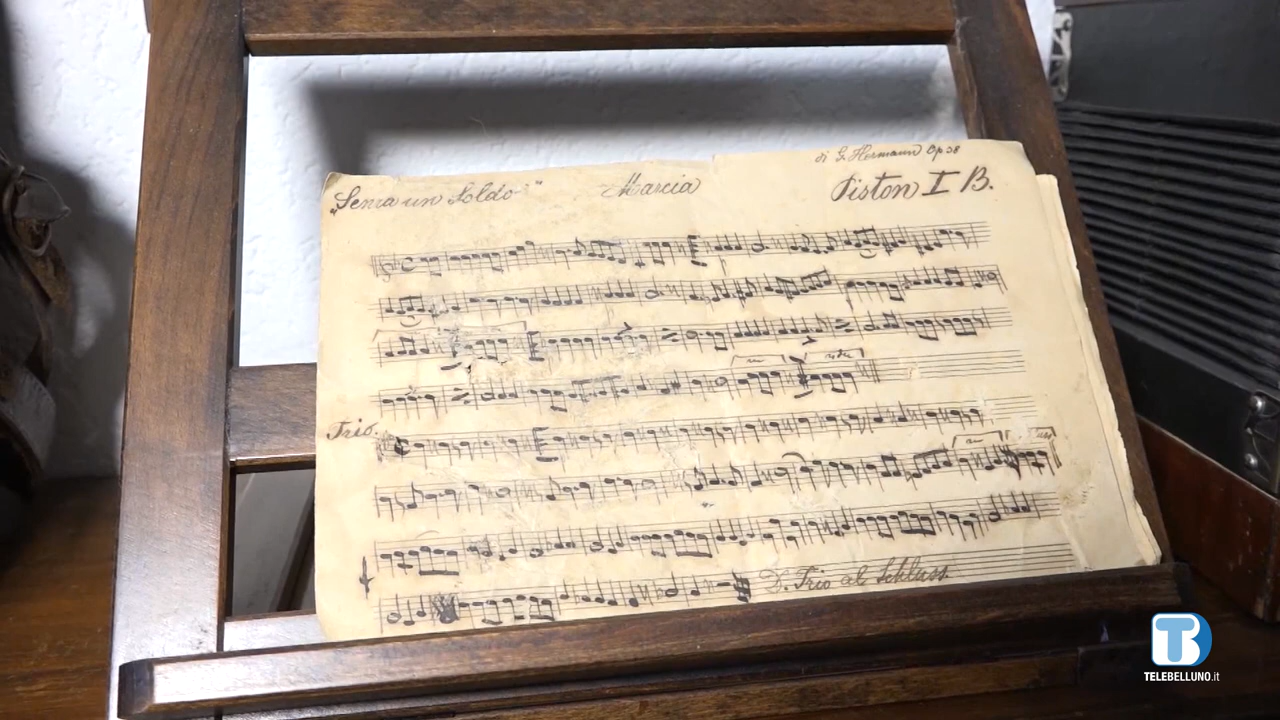 di G. Hermann Op 38
„Senza un Soldo“ Marcia Piston I B.
Trio.
D. Trio al Schluss
TELEBELLUNO.it